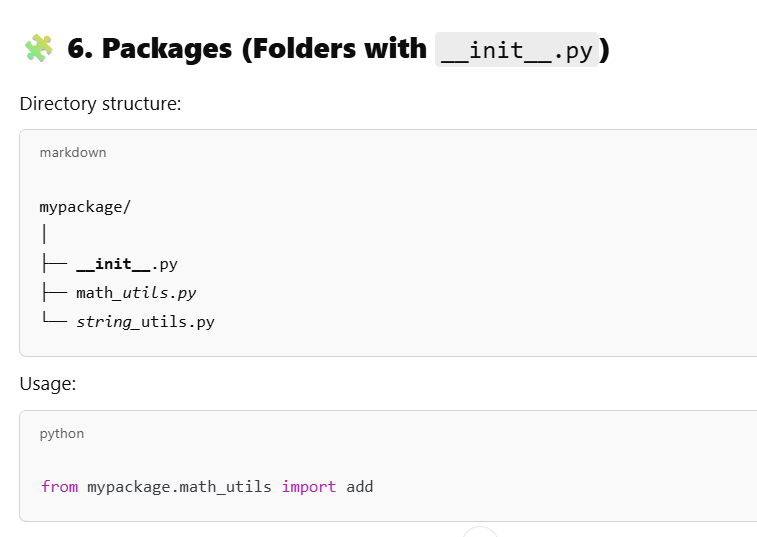 🧩 6. Packages (Folders with __init__.py)
Directory structure:
markdown
mypackage/
│
├── __init__.py
├── math_utils.py
└── string_utils.py
Usage:
python
from mypackage.math_utils import add